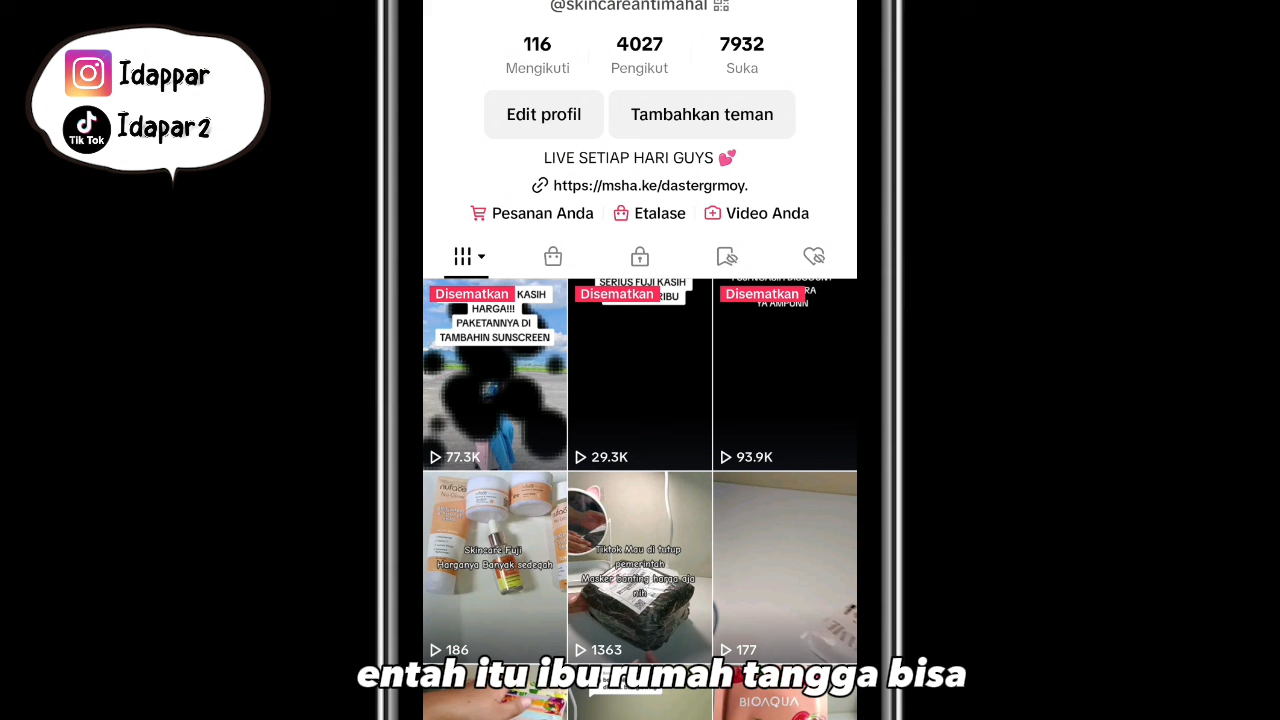 Idappar
Tik Tok
Idapar2
@skincareantimahal
116
4027
7932
Mengikuti
Pengikut
Suka
Edit profil
Tambahkan teman
LIVE SETIAP HARI GUYS 💕
https://msha.ke/dastergrmoy.
Pesanan Anda
Etalase
Video Anda
Disematkan
KASIH
HARGA!!!
PAKETANNYA DI
TAMBAHIN SUNSCREEN
77.3K
SERIUS FUJI KASIH
Disematkan
29.3K
Disematkan
YA AMPUNN
93.9K
Skincare Fuji
Harganya Banyak sedeqah
186
Tiktok Mau di tutup
pemerintah
Masker banting harga aja
nih
1363
177
BIOAQUA
entah itu ibu rumah tangga bisa